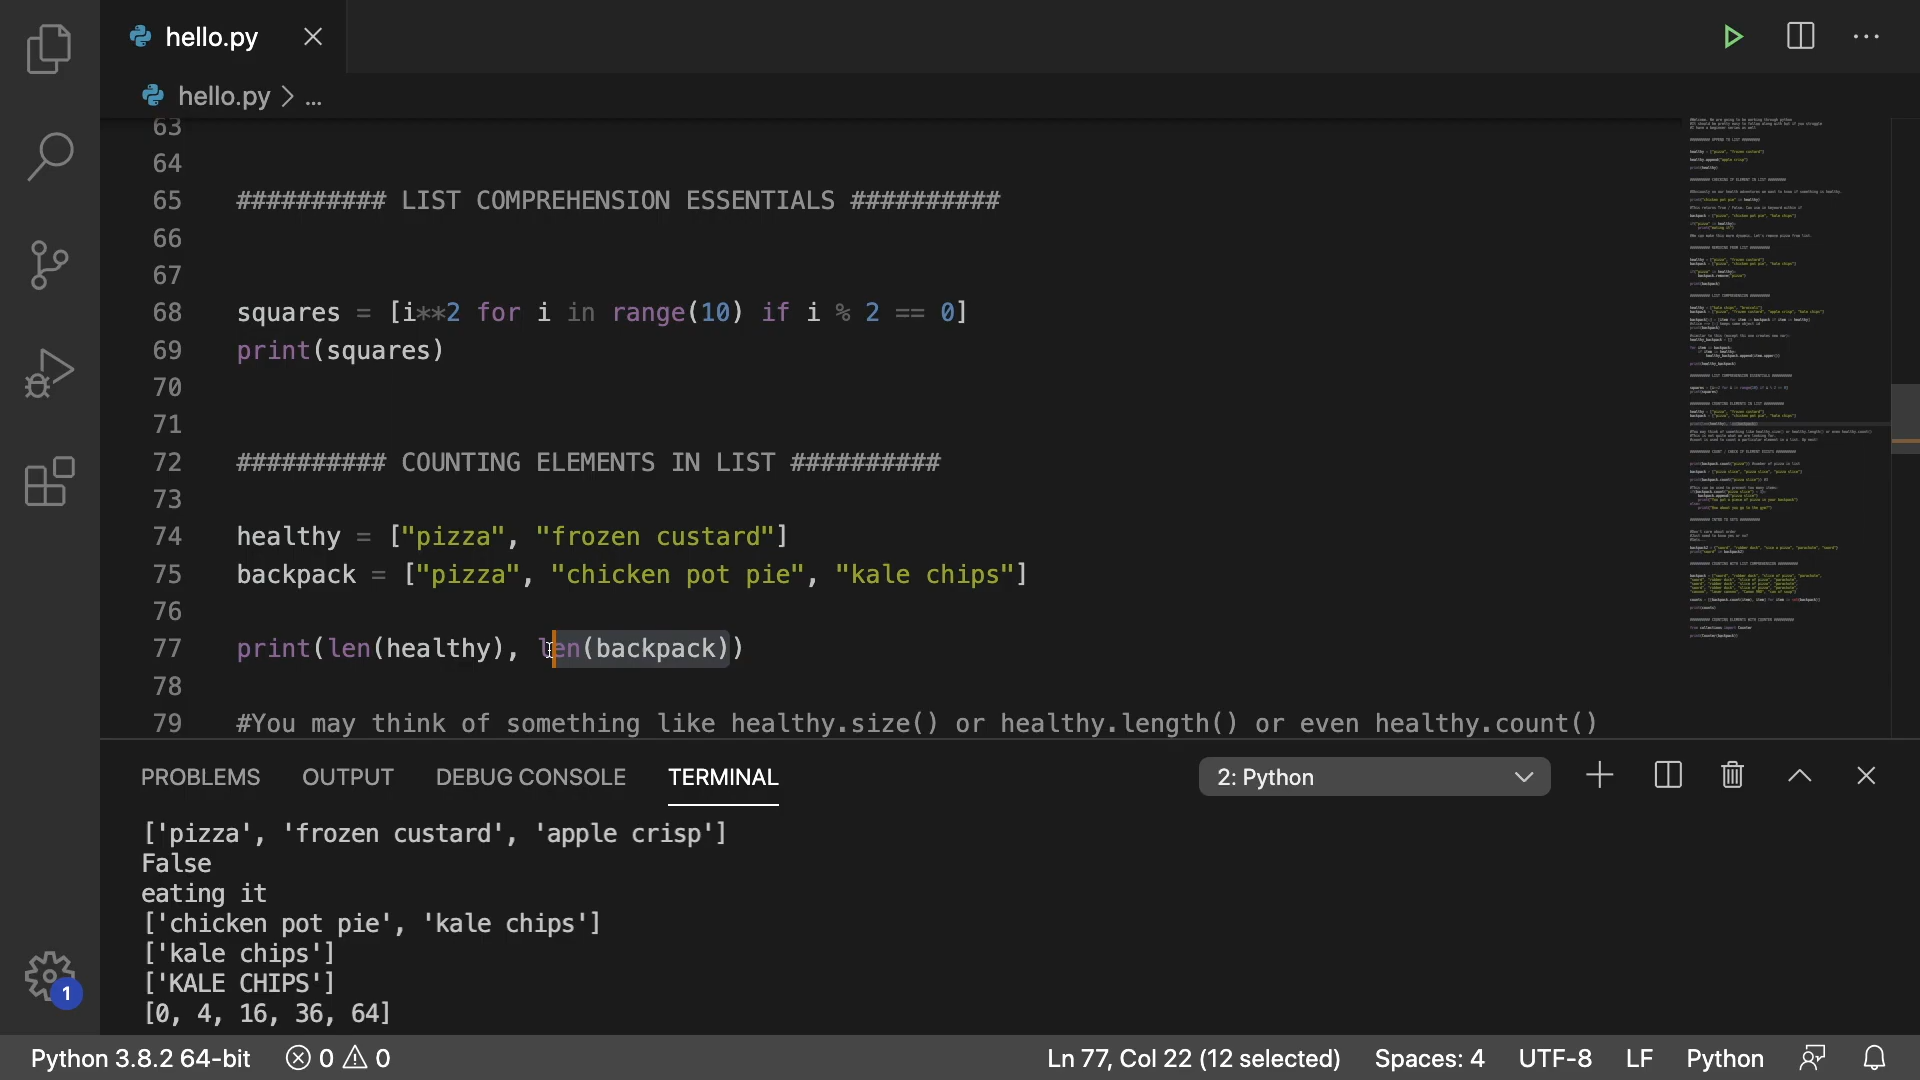 hello.py
hello.py > ...
63
64
65 ########## LIST COMPREHENSION ESSENTIALS ##########
66
67
68 squares = [i**2 for i in range(10) if i % 2 == 0]
69 print(squares)
70
71
72 ########## COUNTING ELEMENTS IN LIST ##########
73
74 healthy = ["pizza", "frozen custard"]
75 backpack = ["pizza", "chicken pot pie", "kale chips"]
76
77 print(len(healthy), len(backpack))
78
79 #You may think of something like healthy.size() or healthy.length() or even healthy.count()
PROBLEMS OUTPUT DEBUG CONSOLE TERMINAL 2: Python
['pizza', 'frozen custard', 'apple crisp']
False
eating it
['chicken pot pie', 'kale chips']
['kale chips']
['KALE CHIPS']
[0, 4, 16, 36, 64]
1
Python 3.8.2 64-bit 0 0 Ln 77, Col 22 (12 selected) Spaces: 4 UTF-8 LF Python